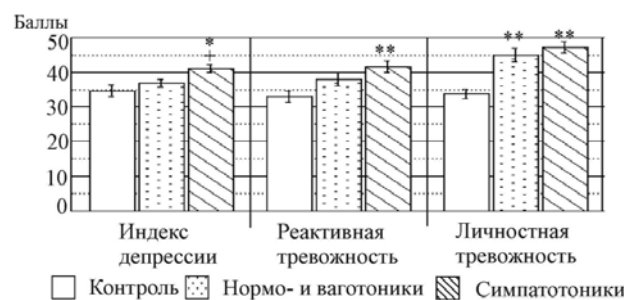 Баллы
50
40
30
20
10
0
*
+
**
**
**
Индекс
депрессии
Реактивная
тревожность
Личностная
тревожность
Контроль
Нормо- и ваготоники
Симпатотоники